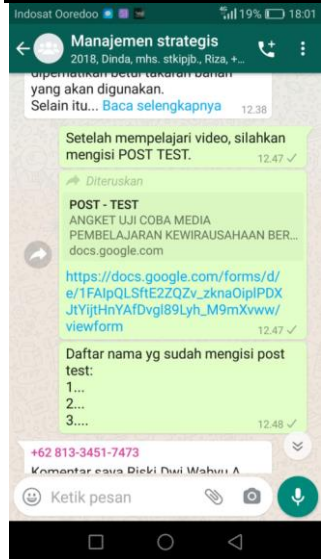 Indosat Ooredoo
19% 18:01
Manajemen strategis
2018, Dinda, mhs. stkipjb., Riza, +...
diperhatikan betul takaran bahan
yang akan digunakan.
Selain itu... Baca selengkapnya 12.38
Setelah mempelajari video, silahkan
mengisi POST TEST. 12.47
Diteruskan
POST - TEST
ANGKET UJI COBA MEDIA
PEMBELAJARAN KEWIRAUSAHAAN BER...
docs.google.com
https://docs.google.com/forms/d/
e/1FAIpQLSftE2ZQZv_zknaOiplPDX
JtYijtHnYAfDvgl89Lyh_M9mXvww/
viewform 12.47
Daftar nama yg sudah mengisi post
test:
1...
2...
3.... 12.48
+62 813-3451-7473
Komentar saya Riski Dwi Wahyu A
Ketik pesan